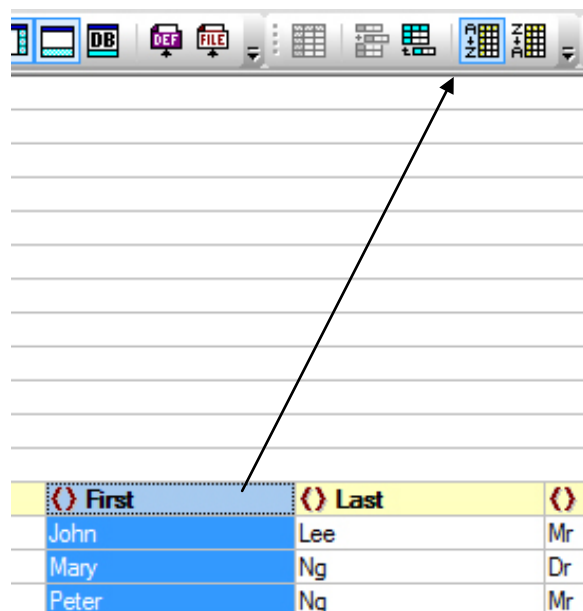 DB DEF FILE A Z Z A
() First () Last ()
John Lee Mr
Mary Ng Dr
Peter Ng Mr